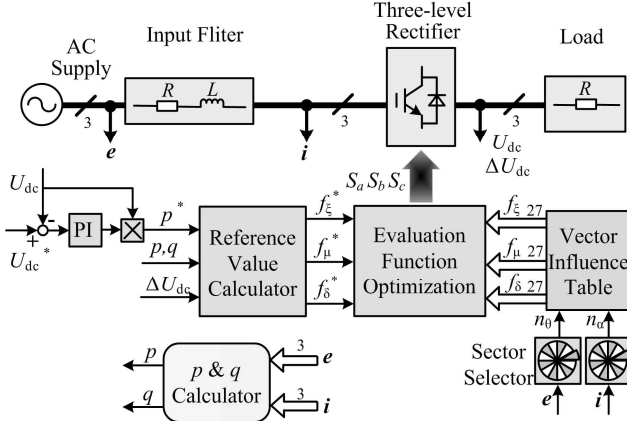 AC
Supply
Input Fliter
Three-level
Rectifier
Load
R
L
R
3
3
3
e
i
U_dc
ΔU_dc
U_dc
-
+
U_dc*
PI
p*
p,q
ΔU_dc
Reference
Value
Calculator
f_ξ*
f_μ*
f_δ*
S_a S_b S_c
Evaluation
Function
Optimization
f_ξ 27
f_μ 27
f_δ 27
Vector
Influence
Table
n_θ
n_α
Sector
Selector
e
i
p
q
p & q
Calculator
3
e
3
i